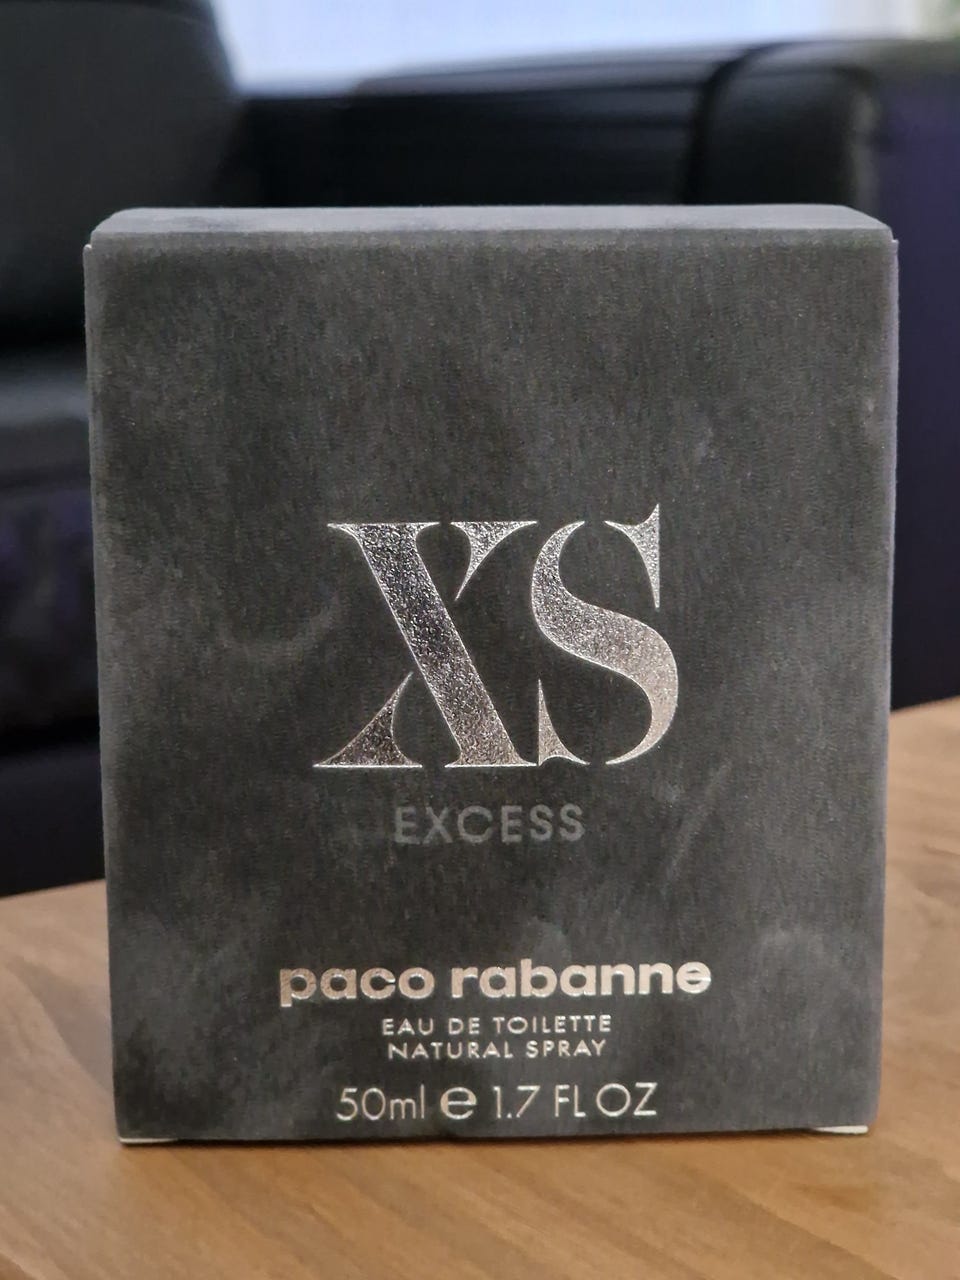 XS
EXCESS
paco rabanne
EAU DE TOILETTE
NATURAL SPRAY
50ml ℮ 1.7 FL OZ